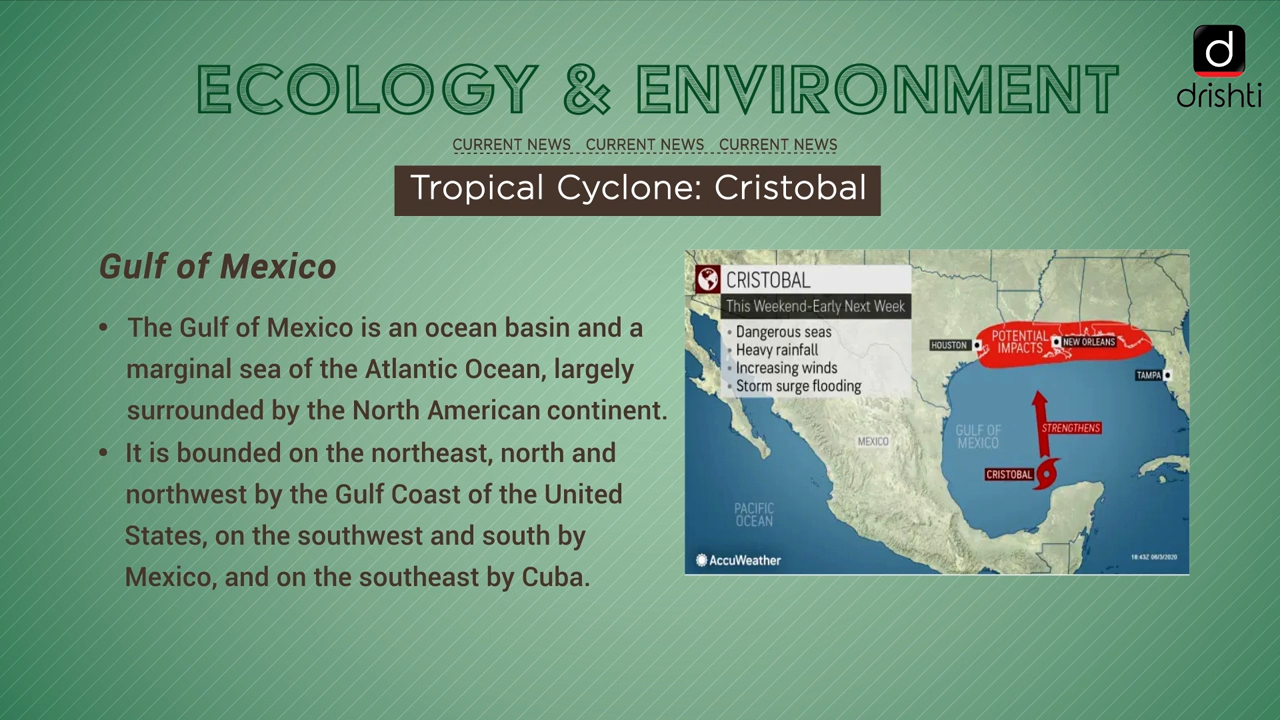 ECOLOGY & ENVIRONMENT
d
drishti
CURRENT NEWS CURRENT NEWS CURRENT NEWS
Tropical Cyclone: Cristobal
Gulf of Mexico
• The Gulf of Mexico is an ocean basin and a
marginal sea of the Atlantic Ocean, largely
surrounded by the North American continent.
• It is bounded on the northeast, north and
northwest by the Gulf Coast of the United
States, on the southwest and south by
Mexico, and on the southeast by Cuba.
CRISTOBAL
This Weekend-Early Next Week
• Dangerous seas
• Heavy rainfall
• Increasing winds
• Storm surge flooding
HOUSTON
POTENTIAL
IMPACTS
NEW ORLEANS
TAMPA
GULF OF
MEXICO
STRENGTHENS
MEXICO
CRISTOBAL
PACIFIC
OCEAN
AccuWeather
18:43Z 06/3/2020